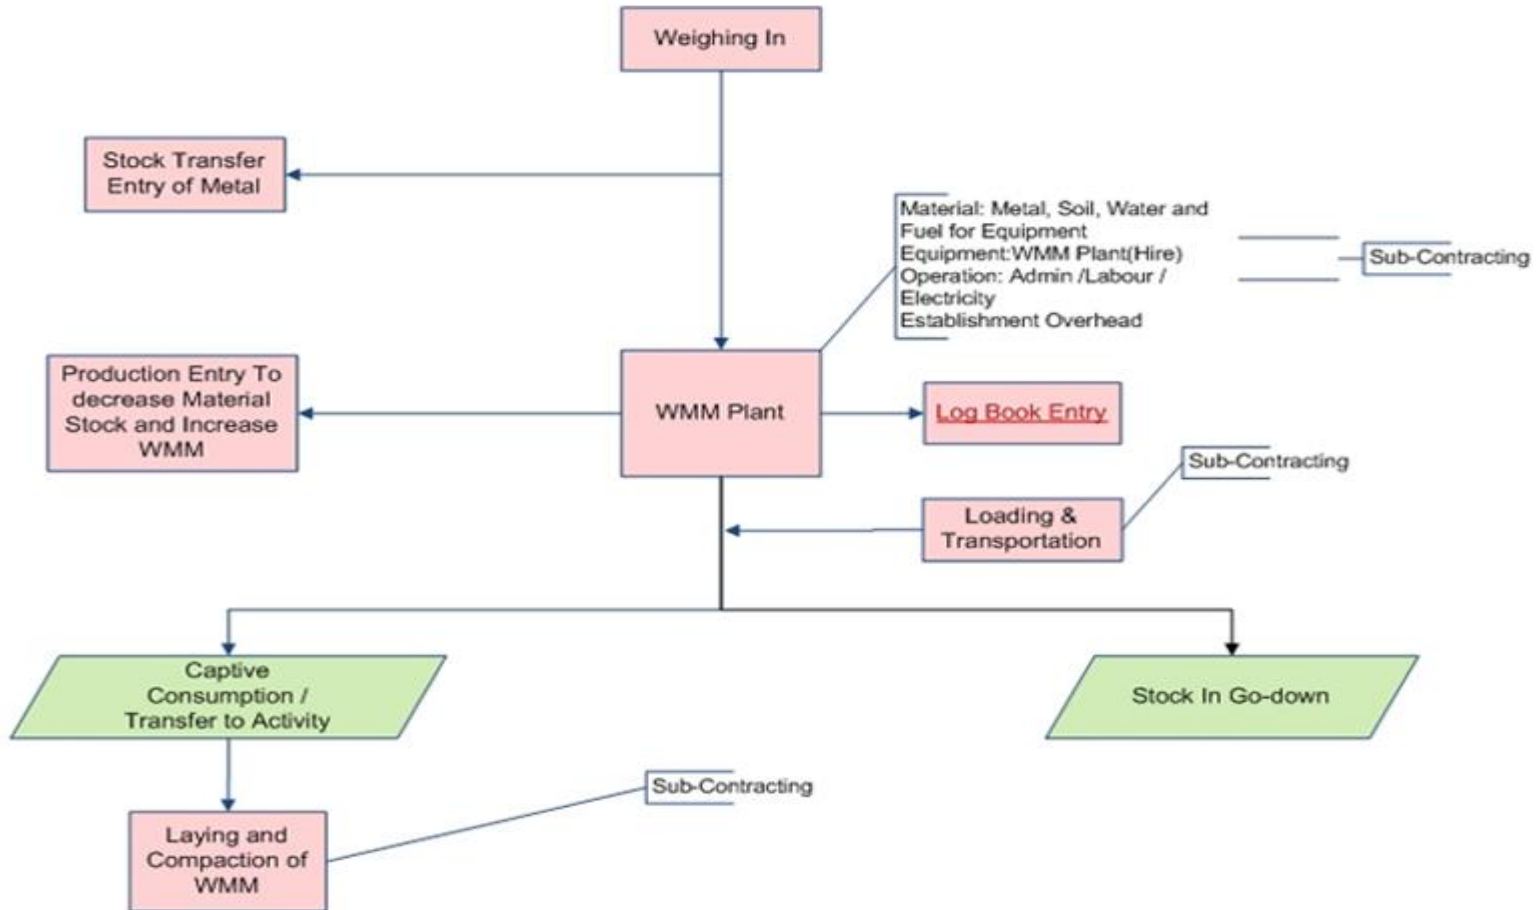 Weighing In
Stock Transfer
Entry of Metal
Material: Metal, Soil, Water and
Fuel for Equipment
Equipment:WMM Plant(Hire)
Operation: Admin /Labour /
Electricity
Establishment Overhead
Sub-Contracting
Production Entry To
decrease Material
Stock and Increase
WMM
WMM Plant
Log Book Entry
Sub-Contracting
Loading &
Transportation
Captive
Consumption /
Transfer to Activity
Stock In Go-down
Sub-Contracting
Laying and
Compaction of
WMM